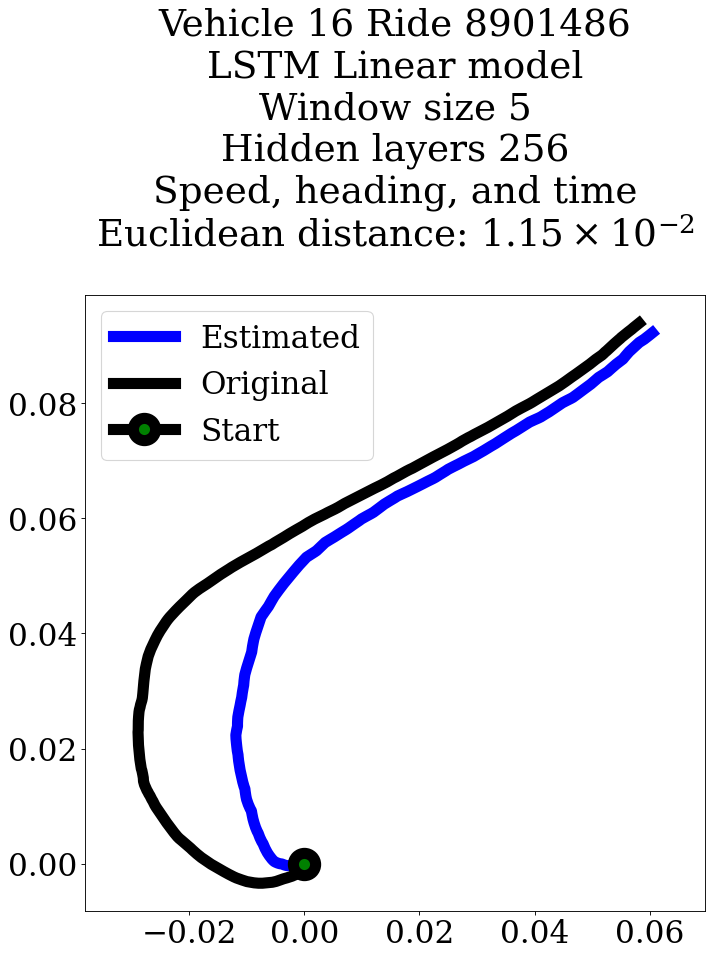 Vehicle 16 Ride 8901486
LSTM Linear model
Window size 5
Hidden layers 256
Speed, heading, and time
Euclidean distance: 1.15 × 10⁻²
Estimated
Original
Start
0.08
0.06
0.04
0.02
0.00
−0.02 0.00 0.02 0.04 0.06